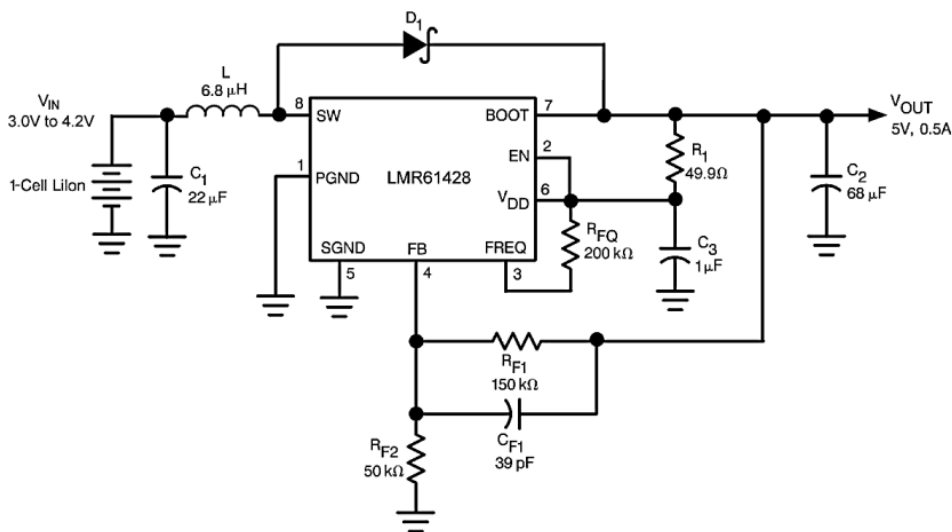 D1
L
6.8 µH
VIN
3.0V to 4.2V
1-Cell LiIon
C1
22 µF
8
SW
BOOT
7
1
PGND
LMR61428
EN
2
VDD
6
SGND
FB
FREQ
5
4
3
R1
49.9Ω
RFQ
200 kΩ
C3
1µF
VOUT
5V, 0.5A
C2
68 µF
RF1
150 kΩ
CF1
39 pF
RF2
50 kΩ